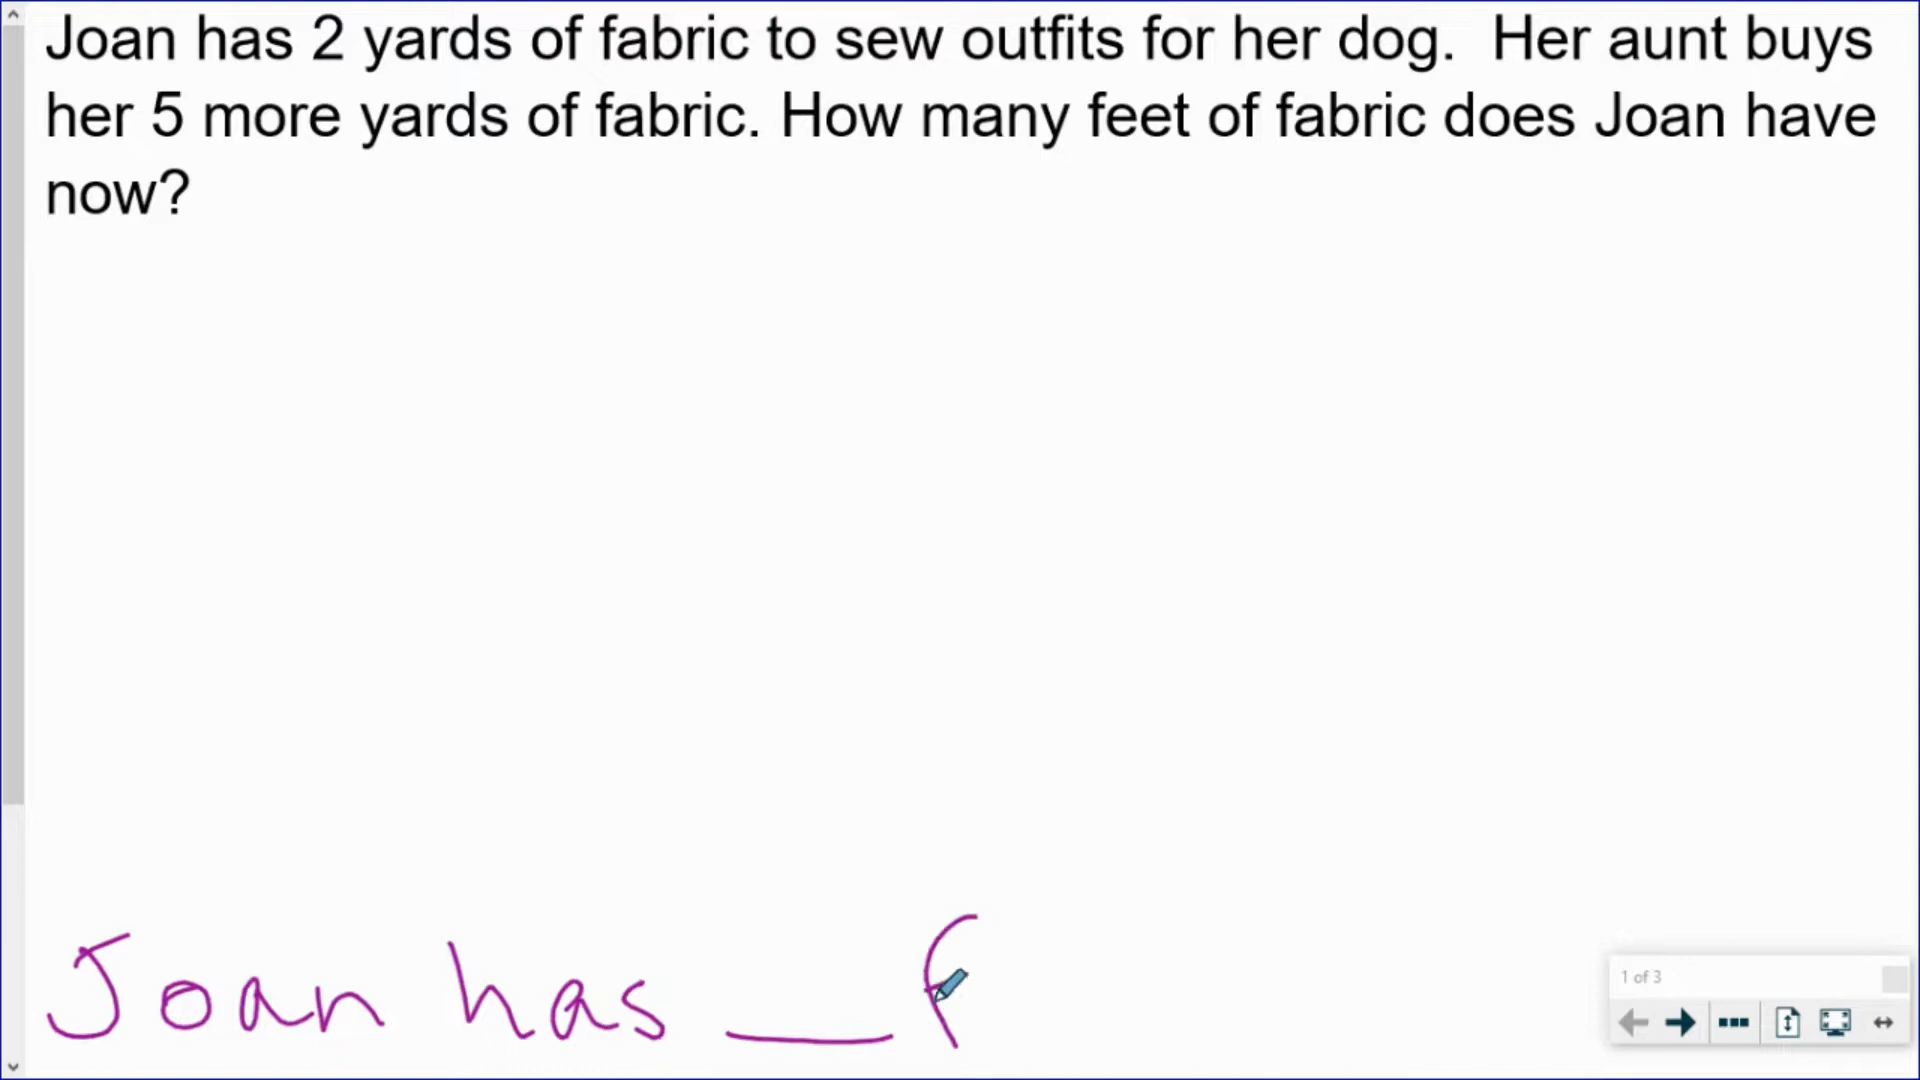 Joan has 2 yards of fabric to sew outfits for her dog.  Her aunt buys
her 5 more yards of fabric. How many feet of fabric does Joan have
now?
Joan has ___ f
1 of 3